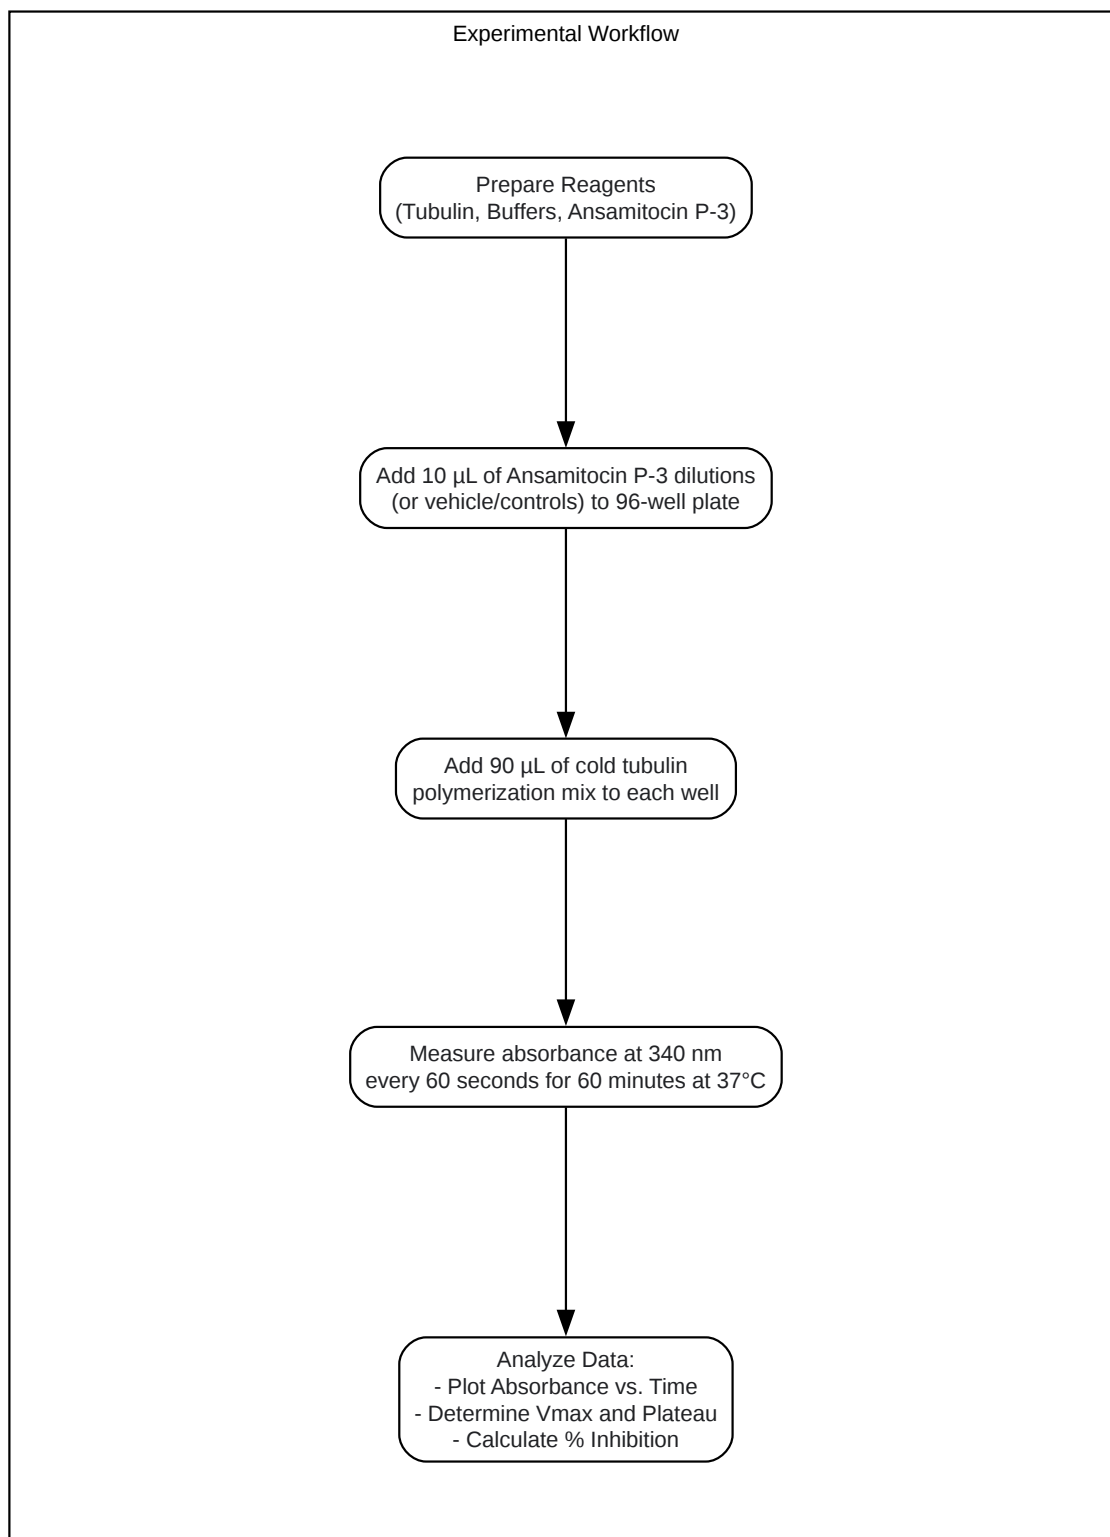 Experimental Workflow
Prepare Reagents
(Tubulin, Buffers, Ansamitocin P-3)
Add 10 µL of Ansamitocin P-3 dilutions
(or vehicle/controls) to 96-well plate
Add 90 µL of cold tubulin
polymerization mix to each well
Measure absorbance at 340 nm
every 60 seconds for 60 minutes at 37°C
Analyze Data:
- Plot Absorbance vs. Time
- Determine Vmax and Plateau
- Calculate % Inhibition